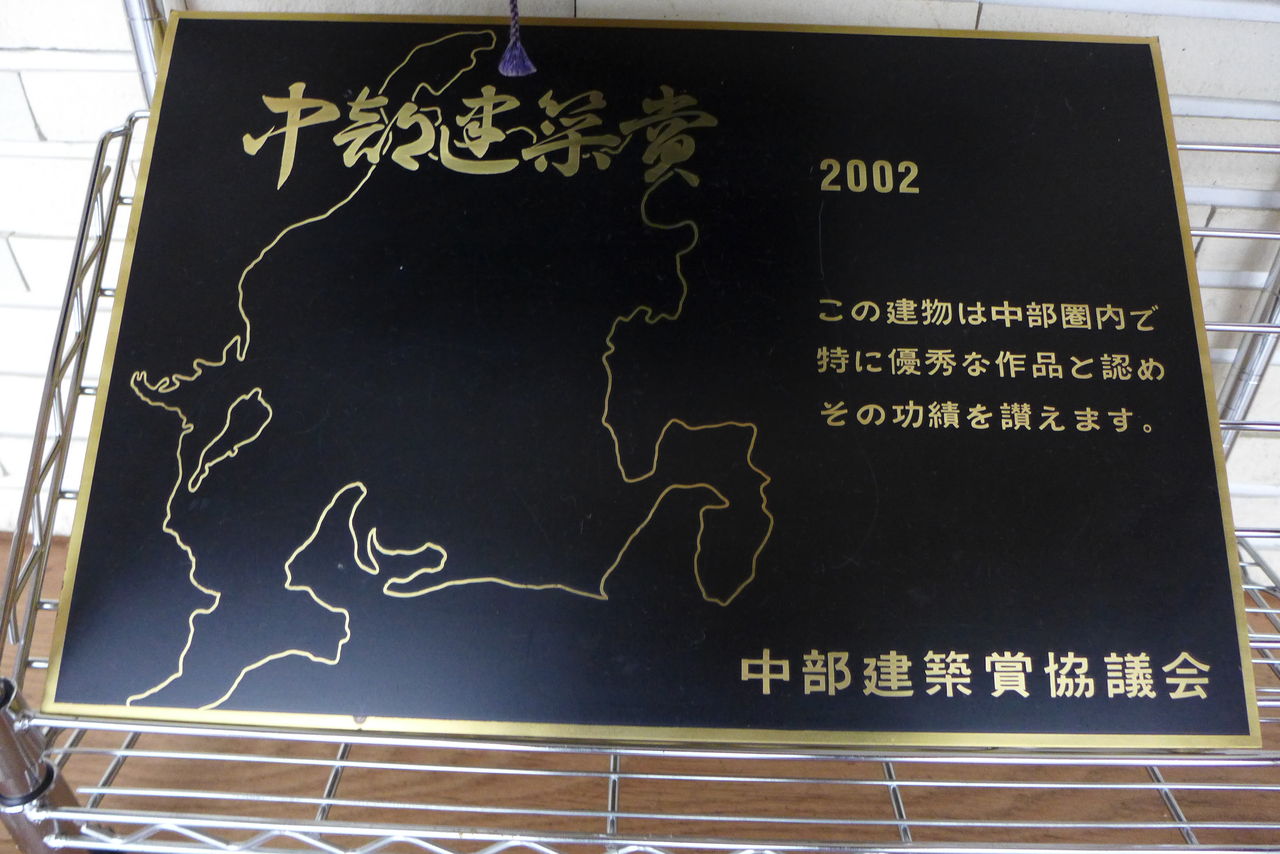 中部建築賞
2002
この建物は中部圏内で
特に優秀な作品と認め
その功績を讃えます。
中部建築賞協議会